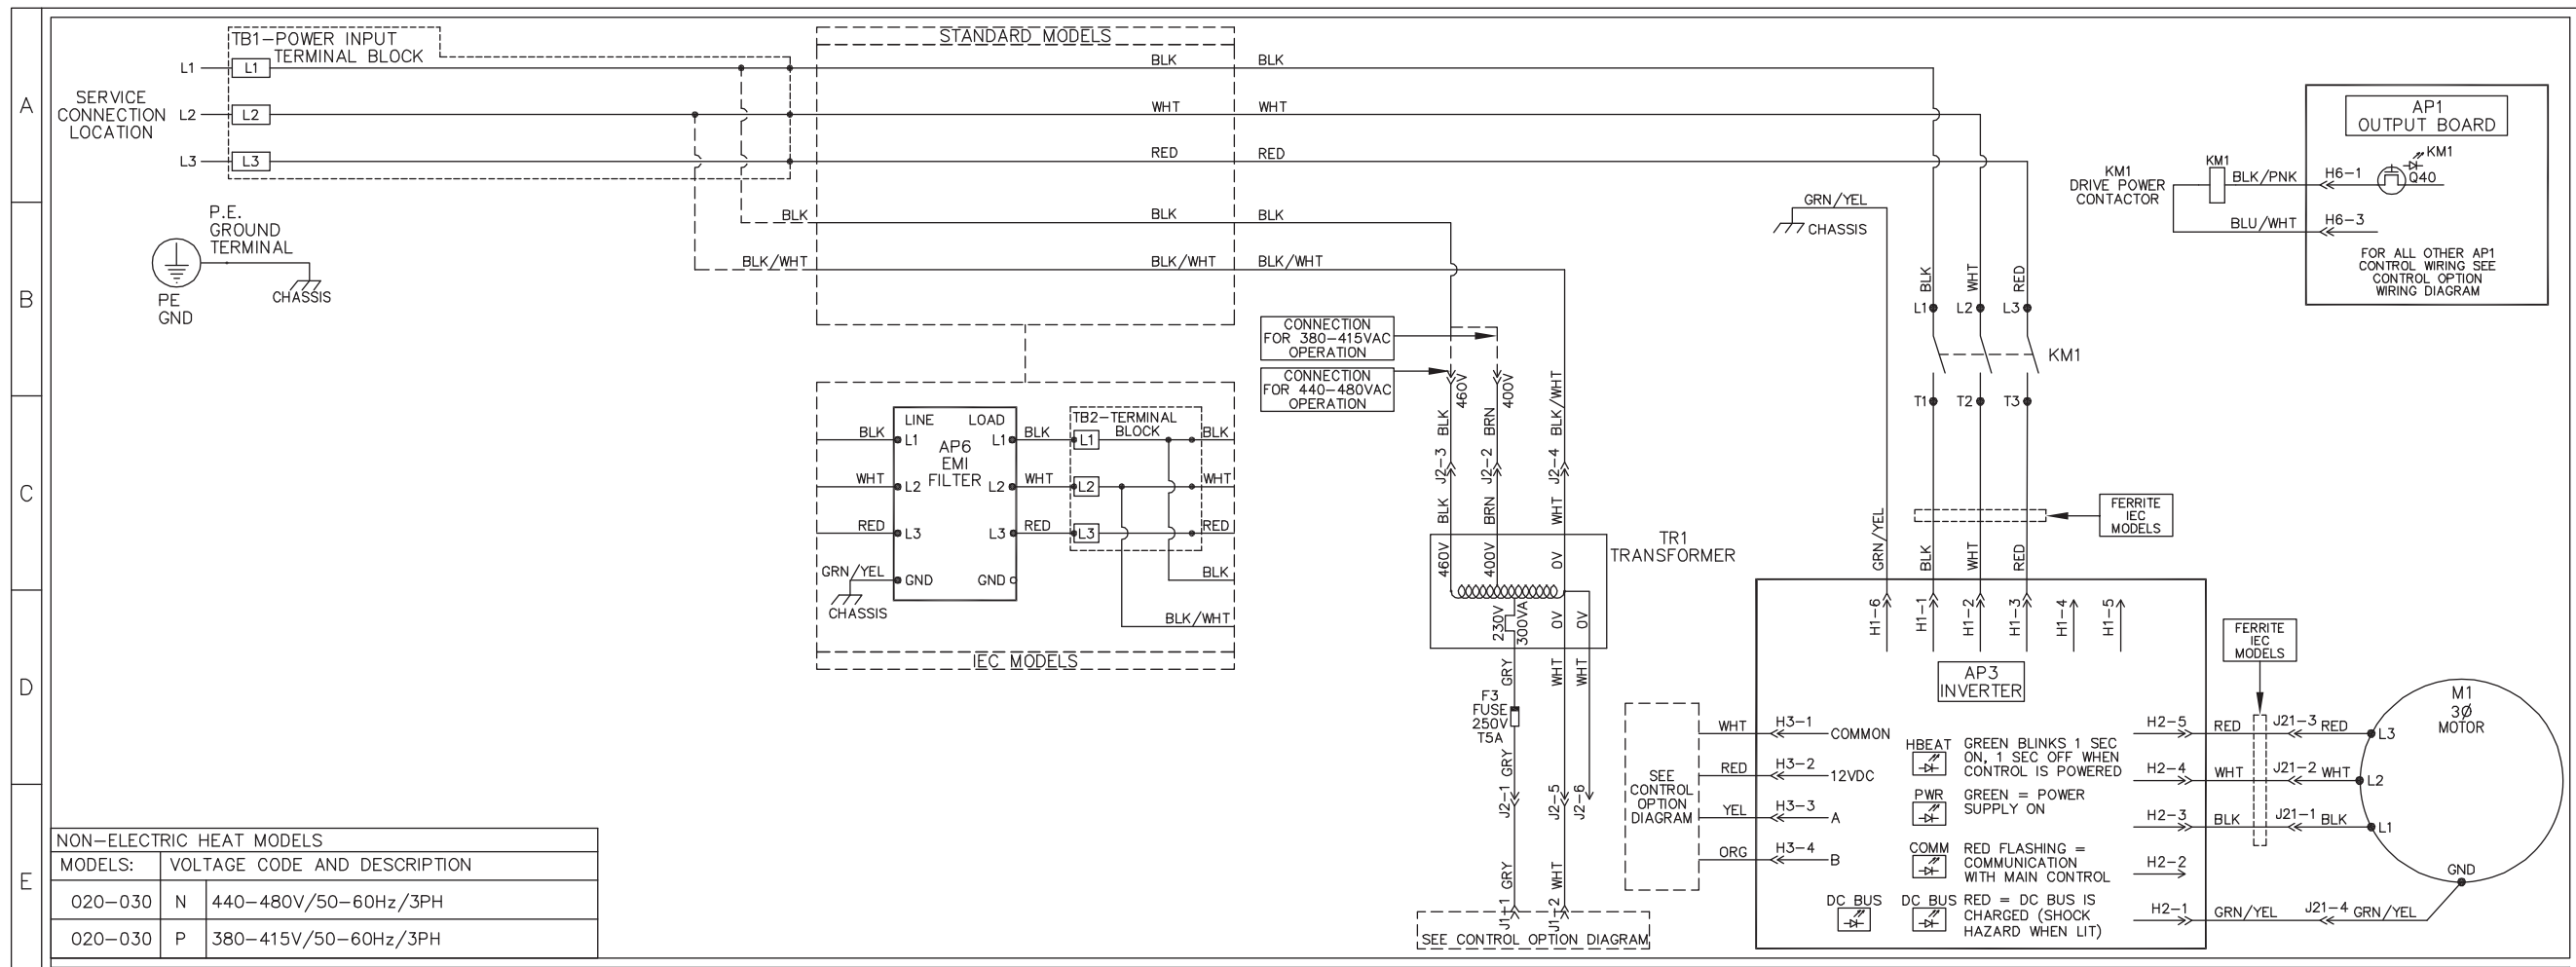 A
B
C
D
E
TB1-POWER INPUT
TERMINAL BLOCK
L1
L1
SERVICE
CONNECTION
LOCATION
L2
L2
L3
L3
P.E.
GROUND
TERMINAL
PE
GND
CHASSIS
STANDARD MODELS
BLK
BLK
WHT
WHT
RED
RED
BLK
BLK
BLK
BLK/WHT
BLK/WHT
BLK/WHT
LINE
LOAD
AP6
EMI
FILTER
BLK
L1
L1
BLK
WHT
L2
L2
WHT
RED
L3
L3
RED
GRN/YEL
GND
GND
CHASSIS
TB2-TERMINAL
BLOCK
L1
BLK
L2
WHT
L3
RED
BLK
BLK/WHT
IEC MODELS
CONNECTION
FOR 380-415VAC
OPERATION
CONNECTION
FOR 440-480VAC
OPERATION
460V
400V
BLK
BRN
BLK/WHT
J2-3
J2-2
J2-4
BLK
BRN
WHT
TR1
TRANSFORMER
460V
400V
0V
230V
300VA
0V
0V
GRY
WHT
WHT
F3
FUSE
250V
T5A
GRY
J2-1
J2-5
J2-6
GRY
WHT
J1-1
J1-2
SEE CONTROL OPTION DIAGRAM
GRN/YEL
CHASSIS
BLK
WHT
RED
L1
L2
L3
KM1
T1
T2
T3
FERRITE
IEC
MODELS
GRN/YEL
BLK
WHT
RED
H1-6
H1-1
H1-2
H1-3
H1-4
H1-5
AP3
INVERTER
SEE
CONTROL
OPTION
DIAGRAM
WHT
H3-1
COMMON
RED
H3-2
12VDC
YEL
H3-3
A
ORG
H3-4
B
HBEAT
GREEN BLINKS 1 SEC
ON, 1 SEC OFF WHEN
CONTROL IS POWERED
PWR
GREEN = POWER
SUPPLY ON
COMM
RED FLASHING =
COMMUNICATION
WITH MAIN CONTROL
DC BUS
DC BUS
RED = DC BUS IS
CHARGED (SHOCK
HAZARD WHEN LIT)
H2-5
RED
J21-3
RED
L3
H2-4
WHT
J21-2
WHT
L2
H2-3
BLK
J21-1
BLK
L1
H2-2
H2-1
GRN/YEL
J21-4
GRN/YEL
GND
FERRITE
IEC
MODELS
M1
3Ø
MOTOR
KM1
DRIVE POWER
CONTACTOR
KM1
BLK/PNK
H6-1
BLU/WHT
H6-3
AP1
OUTPUT BOARD
KM1
Q40
FOR ALL OTHER AP1
CONTROL WIRING SEE
CONTROL OPTION
WIRING DIAGRAM
NON-ELECTRIC HEAT MODELS
MODELS:
VOLTAGE CODE AND DESCRIPTION
020-030
N
440-480V/50-60Hz/3PH
020-030
P
380-415V/50-60Hz/3PH